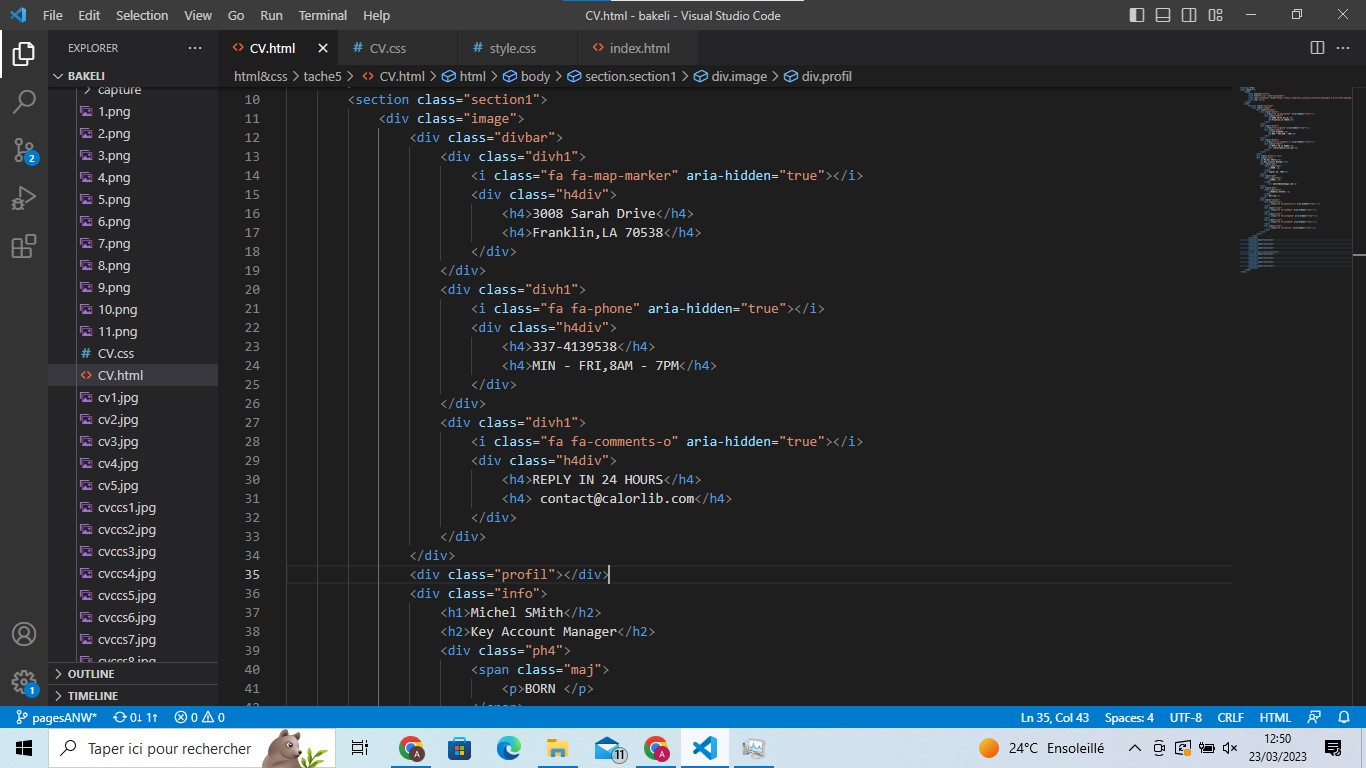 File Edit Selection View Go Run Terminal Help
CV.html - bakeli - Visual Studio Code
EXPLORER
BAKELI
capture
1.png
2.png
3.png
4.png
5.png
6.png
7.png
8.png
9.png
10.png
11.png
CV.css
CV.html
cv1.jpg
cv2.jpg
cv3.jpg
cv4.jpg
cv5.jpg
cvccs1.jpg
cvccs2.jpg
cvccs3.jpg
cvccs4.jpg
cvccs5.jpg
cvccs6.jpg
cvccs7.jpg
cvccs8.jpg
OUTLINE
TIMELINE
2
1
CV.html CV.css style.css index.html
html&css > tache5 > CV.html > html > body > section.section1 > div.image > div.profil
10 <section class="section1">
11 <div class="image">
12 <div class="divbar">
13 <div class="divh1">
14 <i class="fa fa-map-marker" aria-hidden="true"></i>
15 <div class="h4div">
16 <h4>3008 Sarah Drive</h4>
17 <h4>Franklin,LA 70538</h4>
18 </div>
19 </div>
20 <div class="divh1">
21 <i class="fa fa-phone" aria-hidden="true"></i>
22 <div class="h4div">
23 <h4>337-4139538</h4>
24 <h4>MIN - FRI,8AM - 7PM</h4>
25 </div>
26 </div>
27 <div class="divh1">
28 <i class="fa fa-comments-o" aria-hidden="true"></i>
29 <div class="h4div">
30 <h4>REPLY IN 24 HOURS</h4>
31 <h4> contact@calorlib.com</h4>
32 </div>
33 </div>
34 </div>
35 <div class="profil"></div>
36 <div class="info">
37 <h1>Michel SMith</h2>
38 <h2>Key Account Manager</h2>
39 <div class="ph4">
40 <span class="maj">
41 <p>BORN </p>
pagesANW* 0↓ 1↑ 0 0
Ln 35, Col 43 Spaces: 4 UTF-8 CRLF HTML
Taper ici pour rechercher
A
11
A
24°C Ensoleillé
12:50
23/03/2023